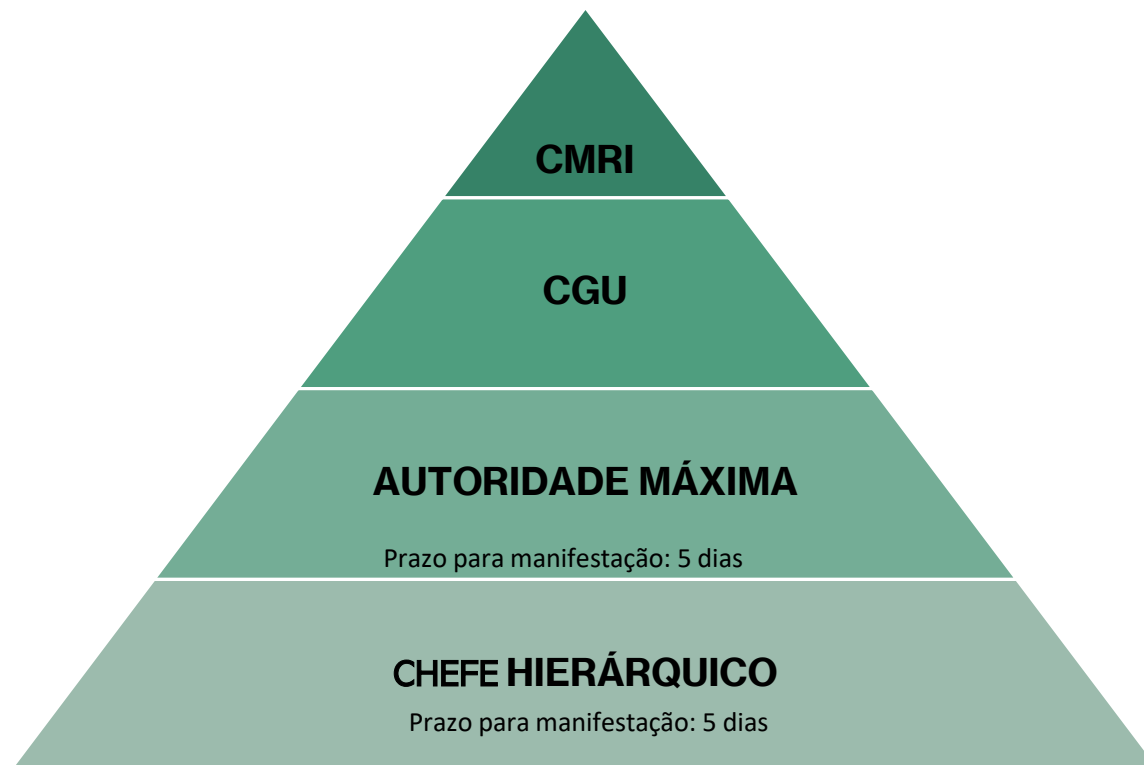 CMRI
CGU
AUTORIDADE MÁXIMA
Prazo para manifestação: 5 dias
CHEFE HIERÁRQUICO
Prazo para manifestação: 5 dias